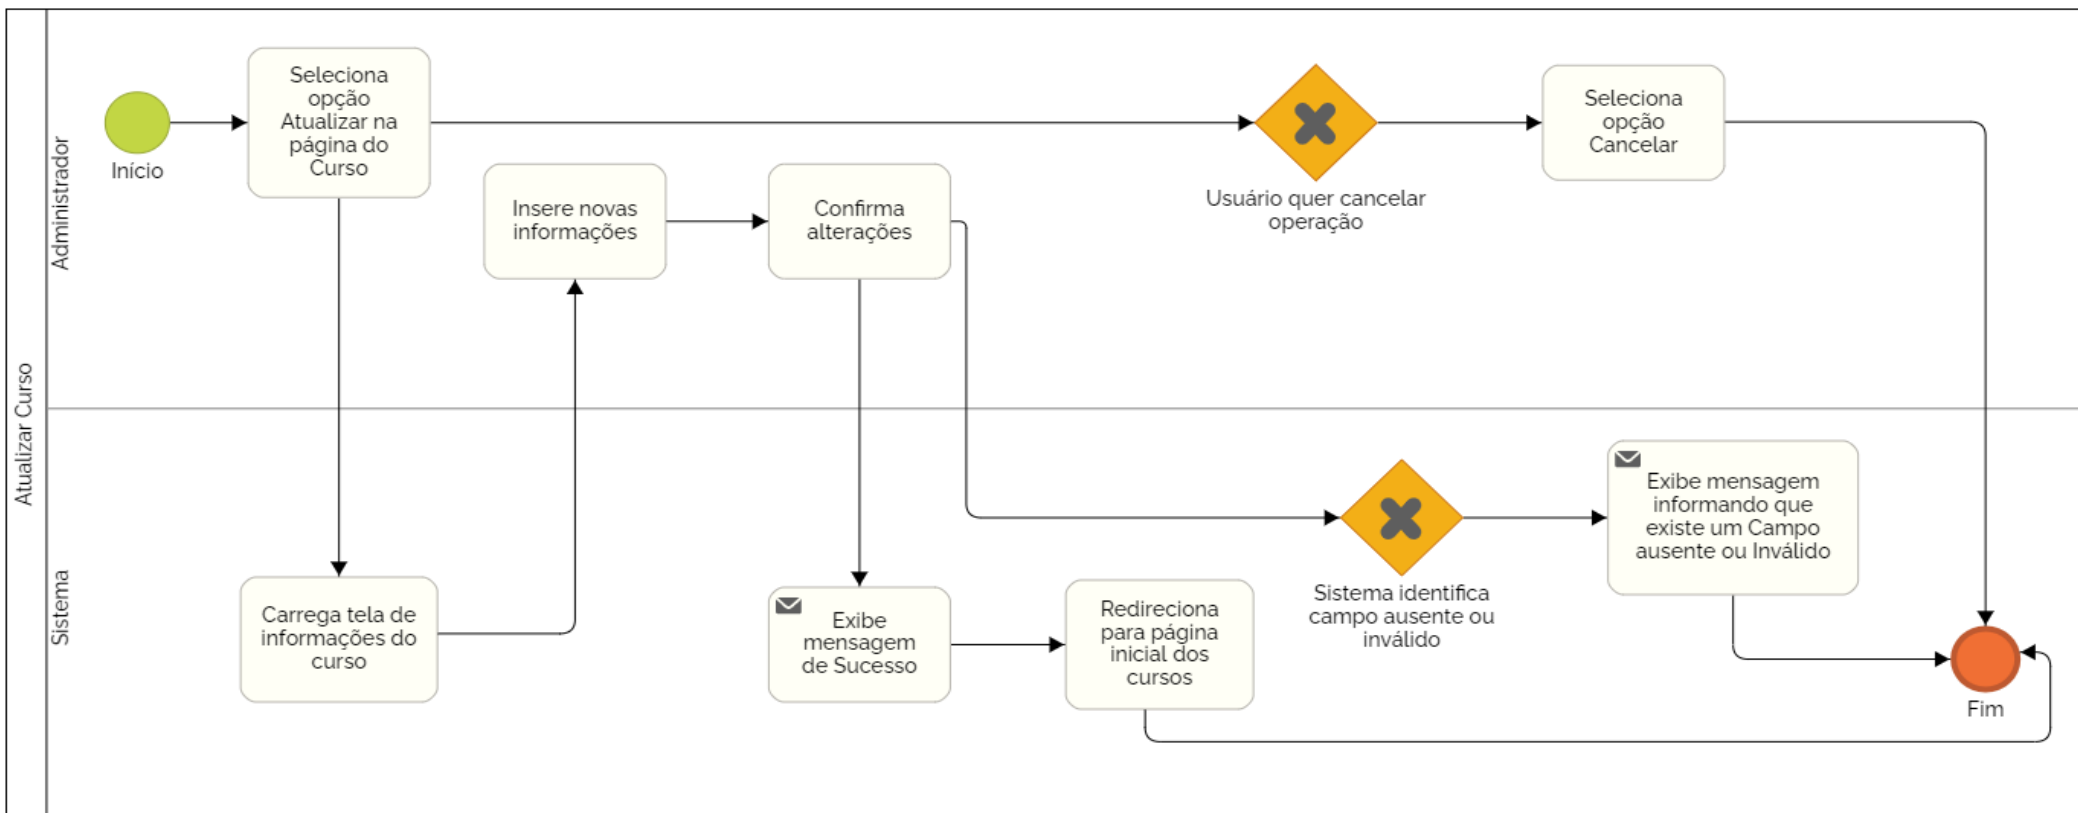 Atualizar Curso
Administrador
Início
Seleciona
opção
Atualizar na
página do
Curso
Insere novas
informações
Confirma
alterações
Usuário quer cancelar
operação
Seleciona
opção
Cancelar
Sistema
Carrega tela de
informações do
curso
Exibe
mensagem
de Sucesso
Redireciona
para página
inicial dos
cursos
Sistema identifica
campo ausente ou
inválido
Exibe mensagem
informando que
existe um Campo
ausente ou Inválido
Fim